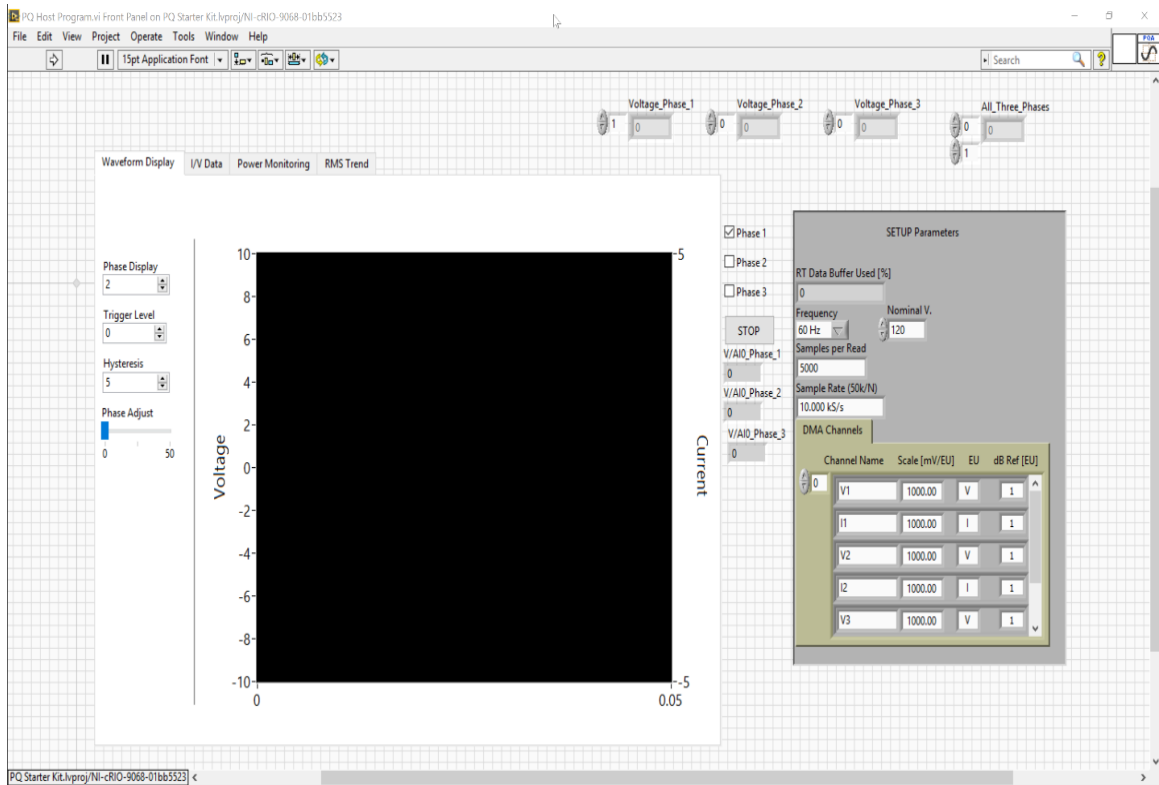 PQ Host Program.vi Front Panel on PQ Starter Kit.lvproj/NI-cRIO-9068-01bb5523
File Edit View Project Operate Tools Window Help
15pt Application Font
Search
PQA
Voltage_Phase_1 Voltage_Phase_2 Voltage_Phase_3 All_Three_Phases
1 0 0 0 0 0 0 0
1
Waveform Display I/V Data Power Monitoring RMS Trend
Phase Display
2
Trigger Level
0
Hysteresis
5
Phase Adjust
0 50
Voltage
10
8
6
4
2
0
-2
-4
-6
-8
-10
0 0.05
5
Current
-5
Phase 1
Phase 2
Phase 3
STOP
V/AI0_Phase_1
0
V/AI0_Phase_2
0
V/AI0_Phase_3
0
SETUP Parameters
RT Data Buffer Used [%]
0
Frequency Nominal V.
60 Hz 120
Samples per Read
5000
Sample Rate (50k/N)
10.000 kS/s
DMA Channels
Channel Name Scale [mV/EU] EU dB Ref [EU]
0
V1 1000.00 V 1
I1 1000.00 I 1
V2 1000.00 V 1
I2 1000.00 I 1
V3 1000.00 V 1
PQ Starter Kit.lvproj/NI-cRIO-9068-01bb5523